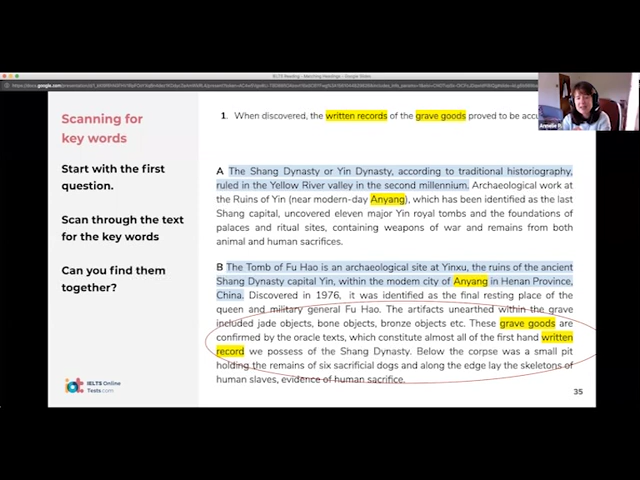 IELTS Reading - Matching Headings - Google Slides
Scanning for
key words
Start with the first
question.
Scan through the text
for the key words
Can you find them
together?
IELTS Online
Tests.com
1. When discovered, the written records of the grave goods proved to be accu
A The Shang Dynasty or Yin Dynasty, according to traditional historiography,
ruled in the Yellow River valley in the second millennium. Archaeological work at
the Ruins of Yin (near modern-day Anyang), which has been identified as the last
Shang capital, uncovered eleven major Yin royal tombs and the foundations of
palaces and ritual sites, containing weapons of war and remains from both
animal and human sacrifices.
B The Tomb of Fu Hao is an archaeological site at Yinxu, the ruins of the ancient
Shang Dynasty capital Yin, within the modern city of Anyang in Henan Province,
China. Discovered in 1976, it was identified as the final resting place of the
queen and military general Fu Hao. The artifacts unearthed within the grave
included jade objects, bone objects, bronze objects etc. These grave goods are
confirmed by the oracle texts, which constitute almost all of the first hand written
record we possess of the Shang Dynasty. Below the corpse was a small pit
holding the remains of six sacrificial dogs and along the edge lay the skeletons of
human slaves, evidence of human sacrifice.
35